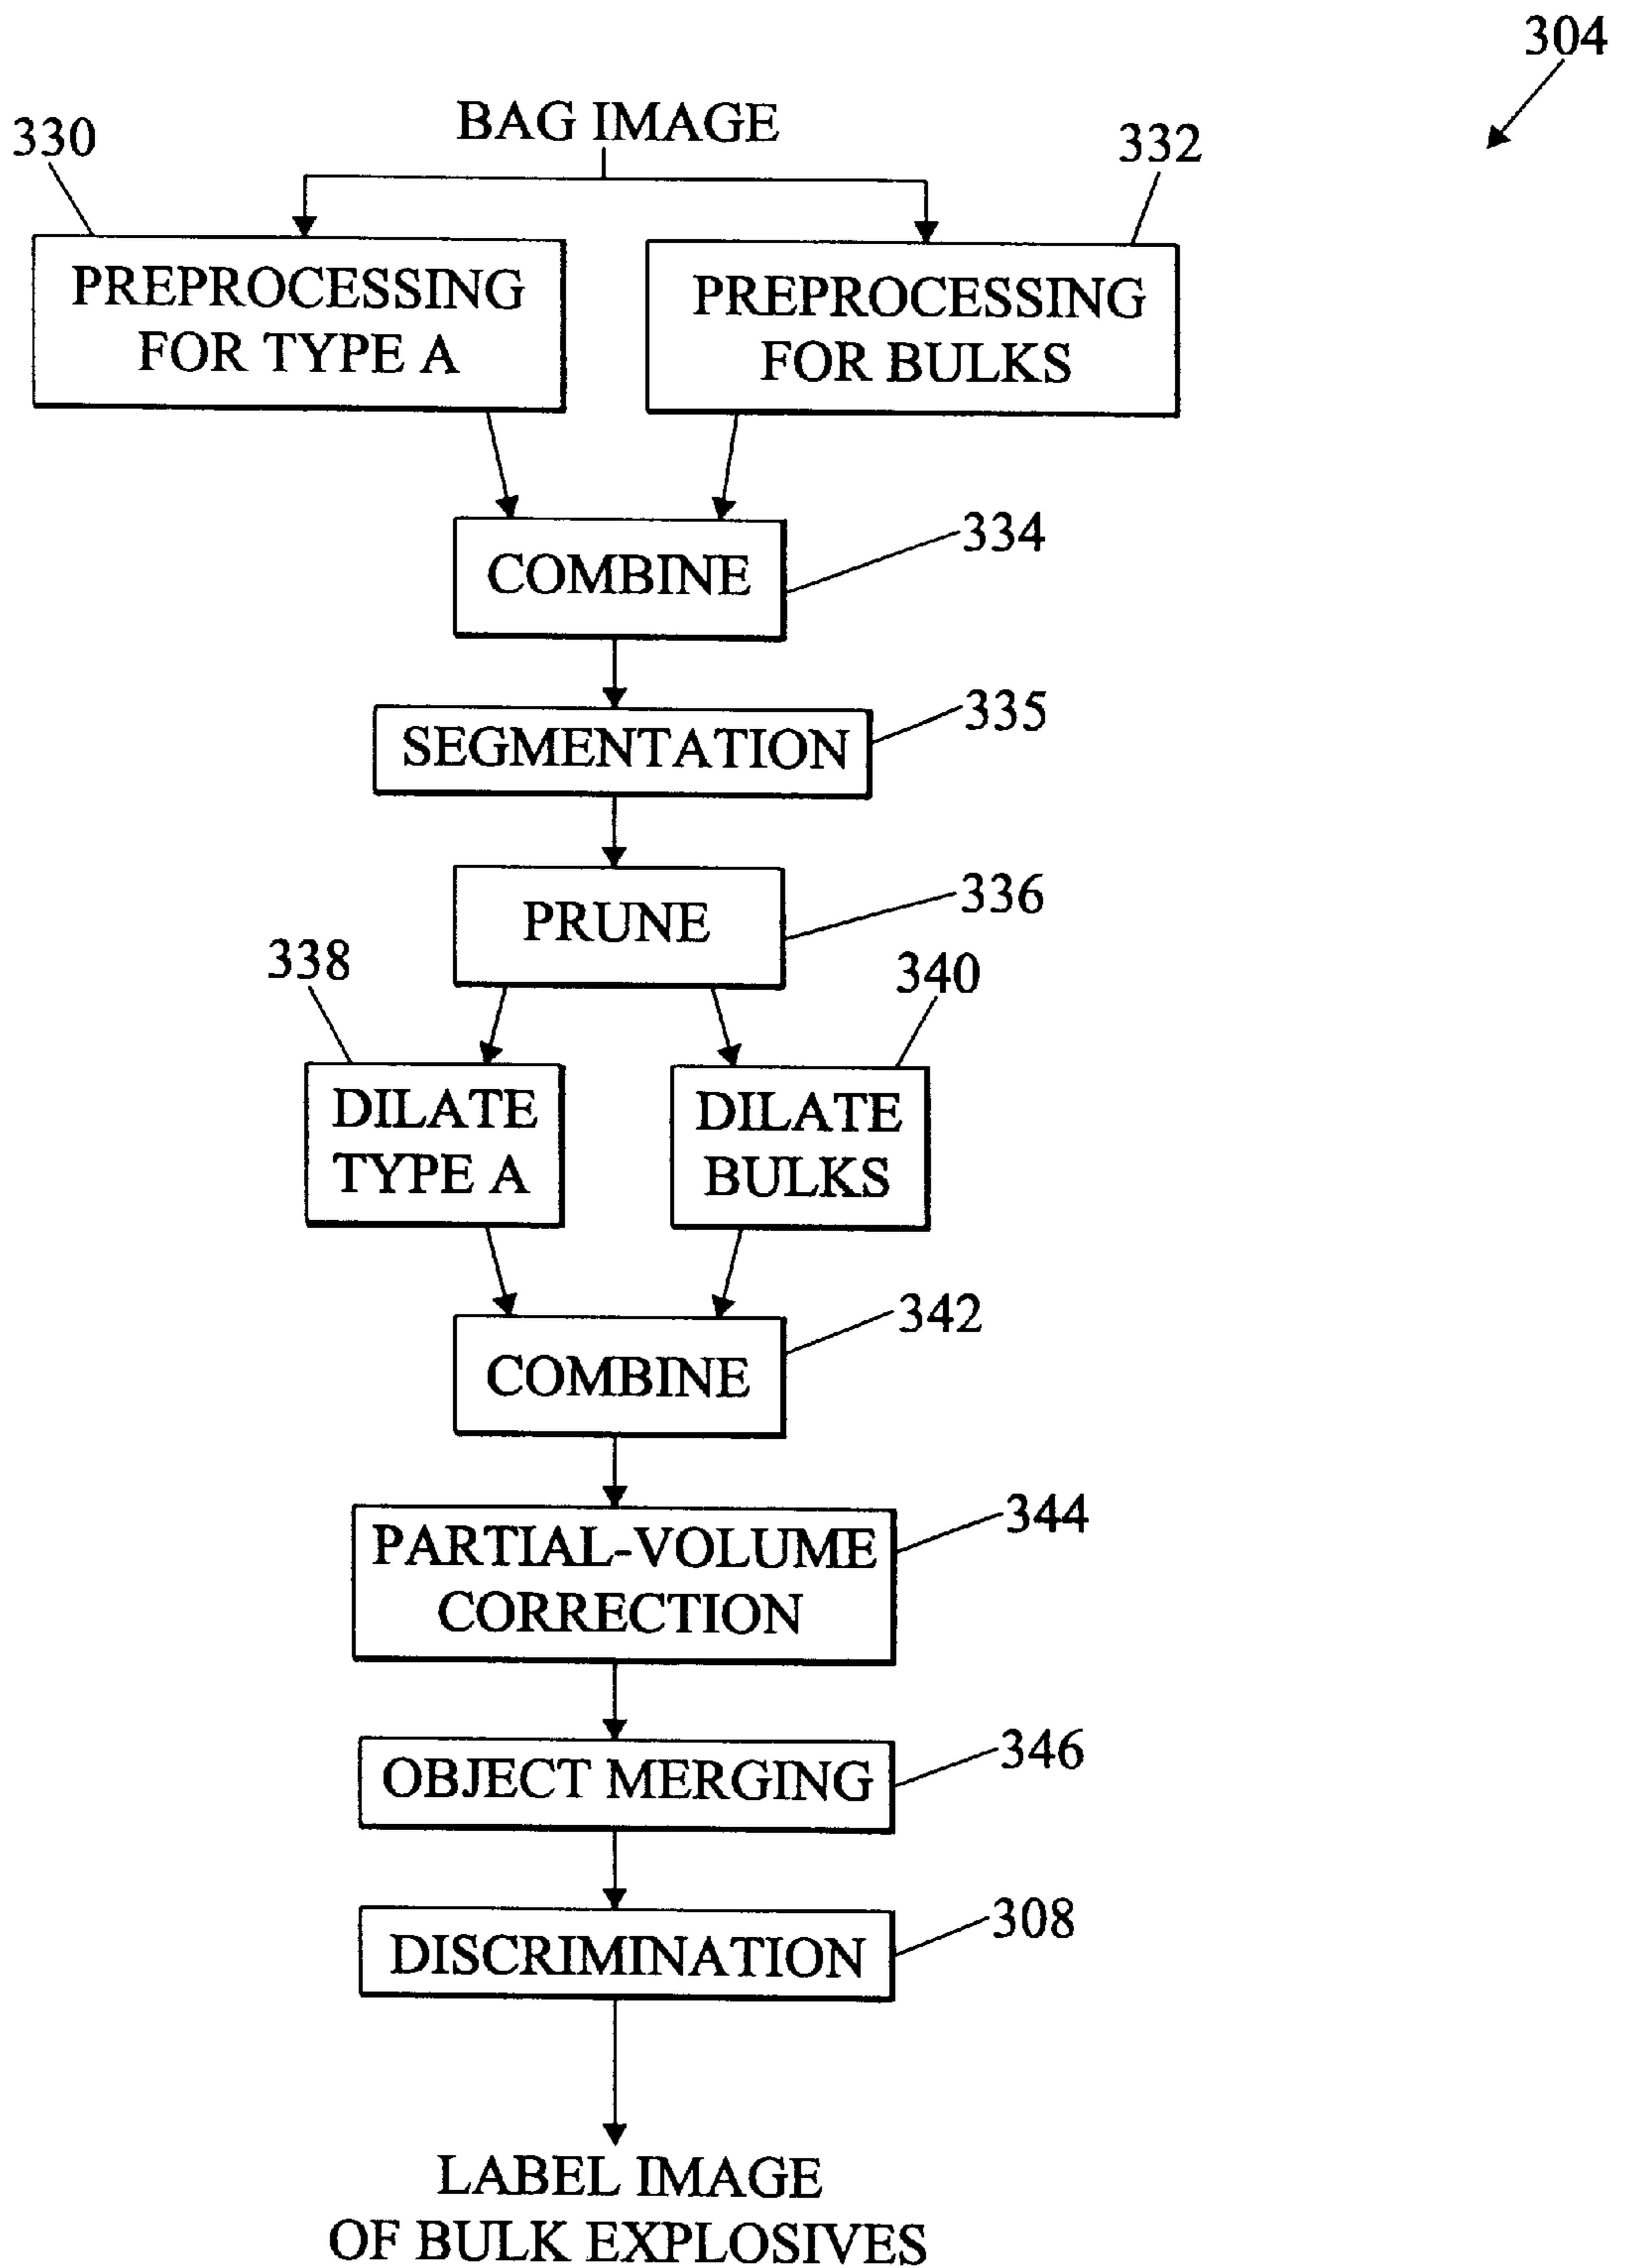 304
BAG IMAGE
330
332
PREPROCESSING
FOR TYPE A
PREPROCESSING
FOR BULKS
COMBINE
334
SEGMENTATION
335
PRUNE
336
338
340
DILATE
TYPE A
DILATE
BULKS
COMBINE
342
PARTIAL-VOLUME
CORRECTION
344
OBJECT MERGING
346
DISCRIMINATION
308
LABEL IMAGE
OF BULK EXPLOSIVES